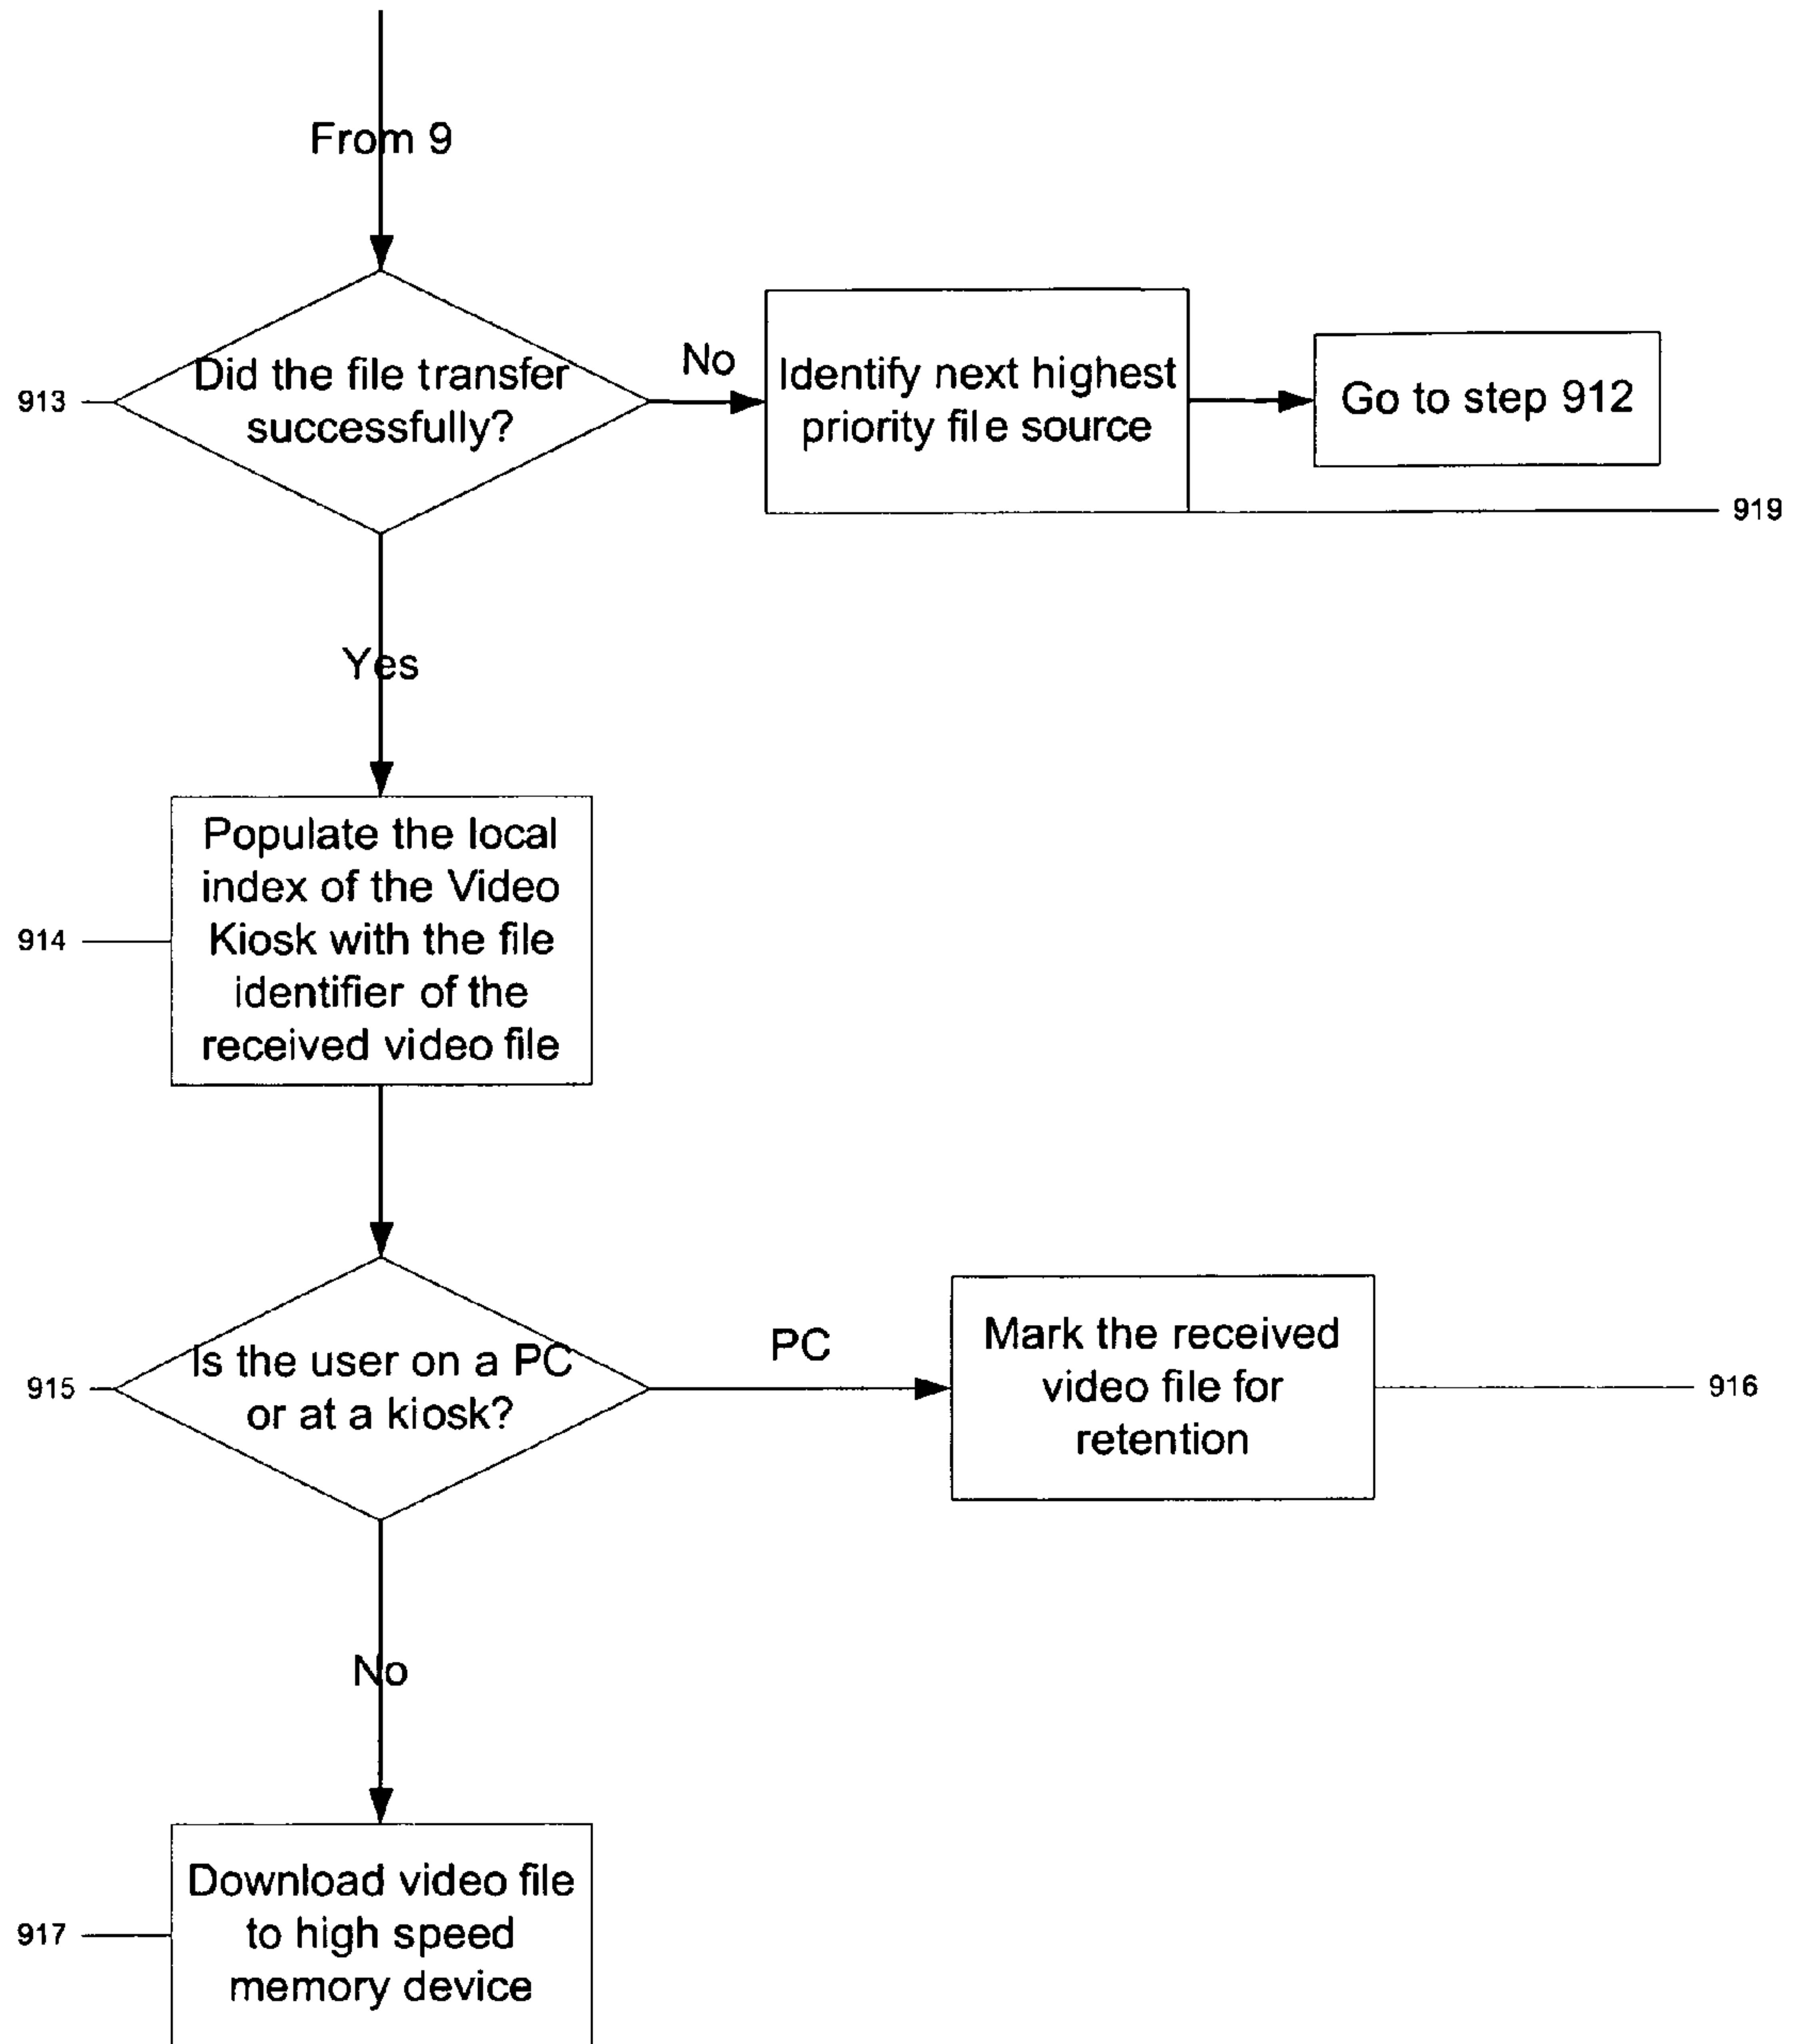 From 9
913
Did the file transfer
successfully?
No
Identify next highest
priority file source
Go to step 912
919
Yes
914
Populate the local
index of the Video
Kiosk with the file
identifier of the
received video file
915
Is the user on a PC
or at a kiosk?
PC
Mark the received
video file for
retention
916
No
917
Download video file
to high speed
memory device